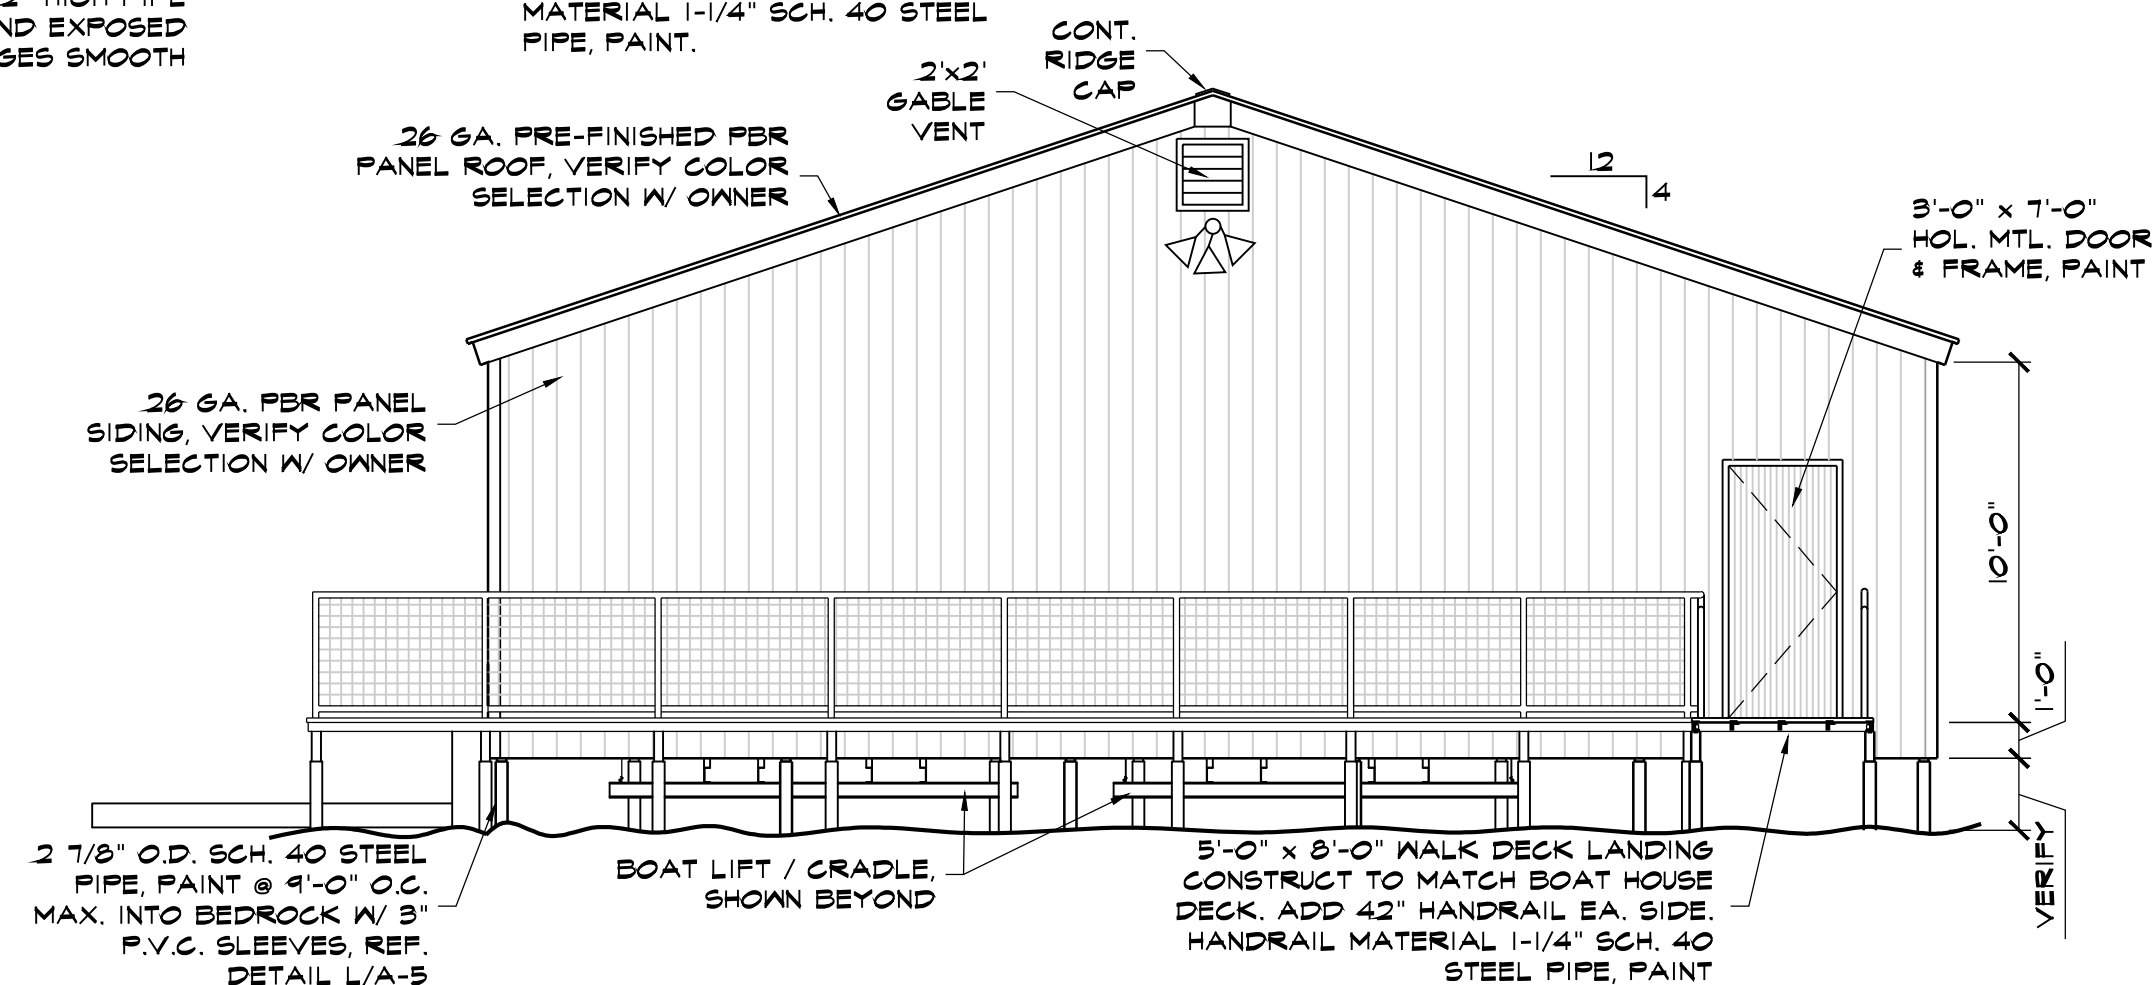 2" HIGH PIPE
ND EXPOSED
GES SMOOTH
MATERIAL 1-1/4" SCH. 40 STEEL
PIPE, PAINT.
CONT.
RIDGE
CAP
2'x2'
GABLE
VENT
26 GA. PRE-FINISHED PBR
PANEL ROOF, VERIFY COLOR
SELECTION W/ OWNER
12
4
3'-0" x 7'-0"
HOL. MTL. DOOR
& FRAME, PAINT
26 GA. PBR PANEL
SIDING, VERIFY COLOR
SELECTION W/ OWNER
10'-0"
1'-0"
VERIFY
2 7/8" O.D. SCH. 40 STEEL
PIPE, PAINT @ 9'-0" O.C.
MAX. INTO BEDROCK W/ 3"
P.V.C. SLEEVES, REF.
DETAIL L/A-5
BOAT LIFT / CRADLE,
SHOWN BEYOND
5'-0" x 8'-0" WALK DECK LANDING
CONSTRUCT TO MATCH BOAT HOUSE
DECK. ADD 42" HANDRAIL EA. SIDE.
HANDRAIL MATERIAL 1-1/4" SCH. 40
STEEL PIPE, PAINT